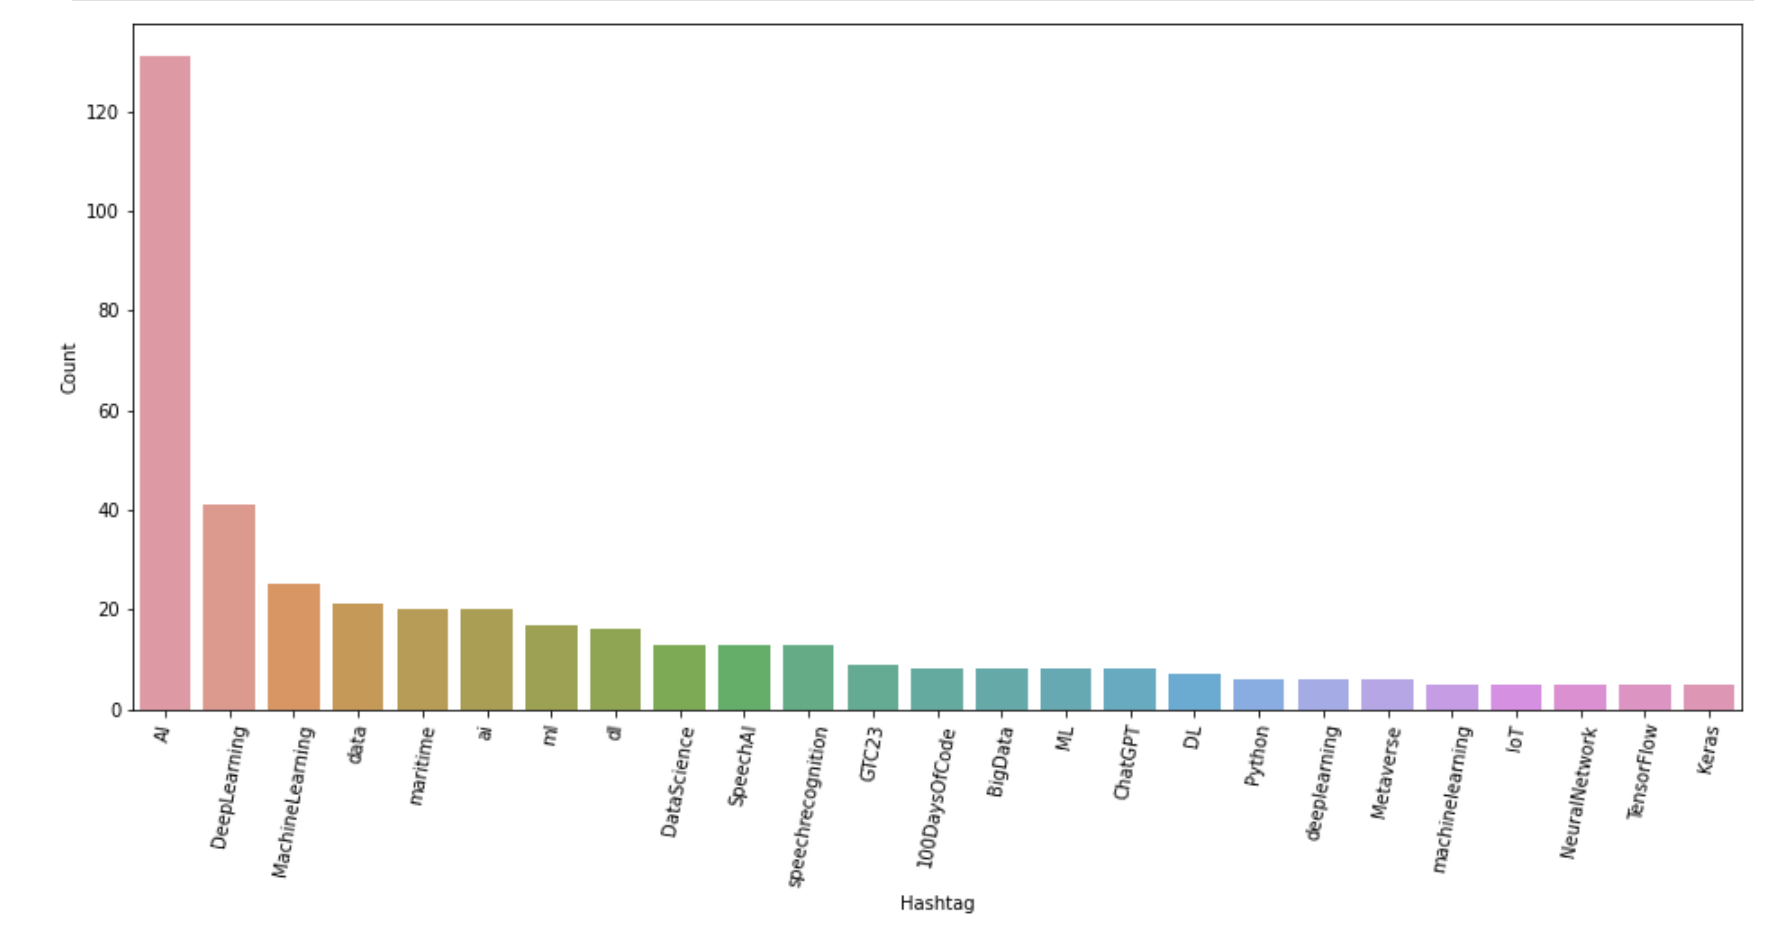 120
100
80
60
40
20
0
Count
AI
DeepLearning
MachineLearning
data
maritime
ai
ml
dl
DataScience
SpeechAI
speechrecognition
GTC23
100DaysOfCode
BigData
ML
ChatGPT
DL
Python
deeplearning
Metaverse
machinelearning
IoT
NeuralNetwork
TensorFlow
Keras
Hashtag